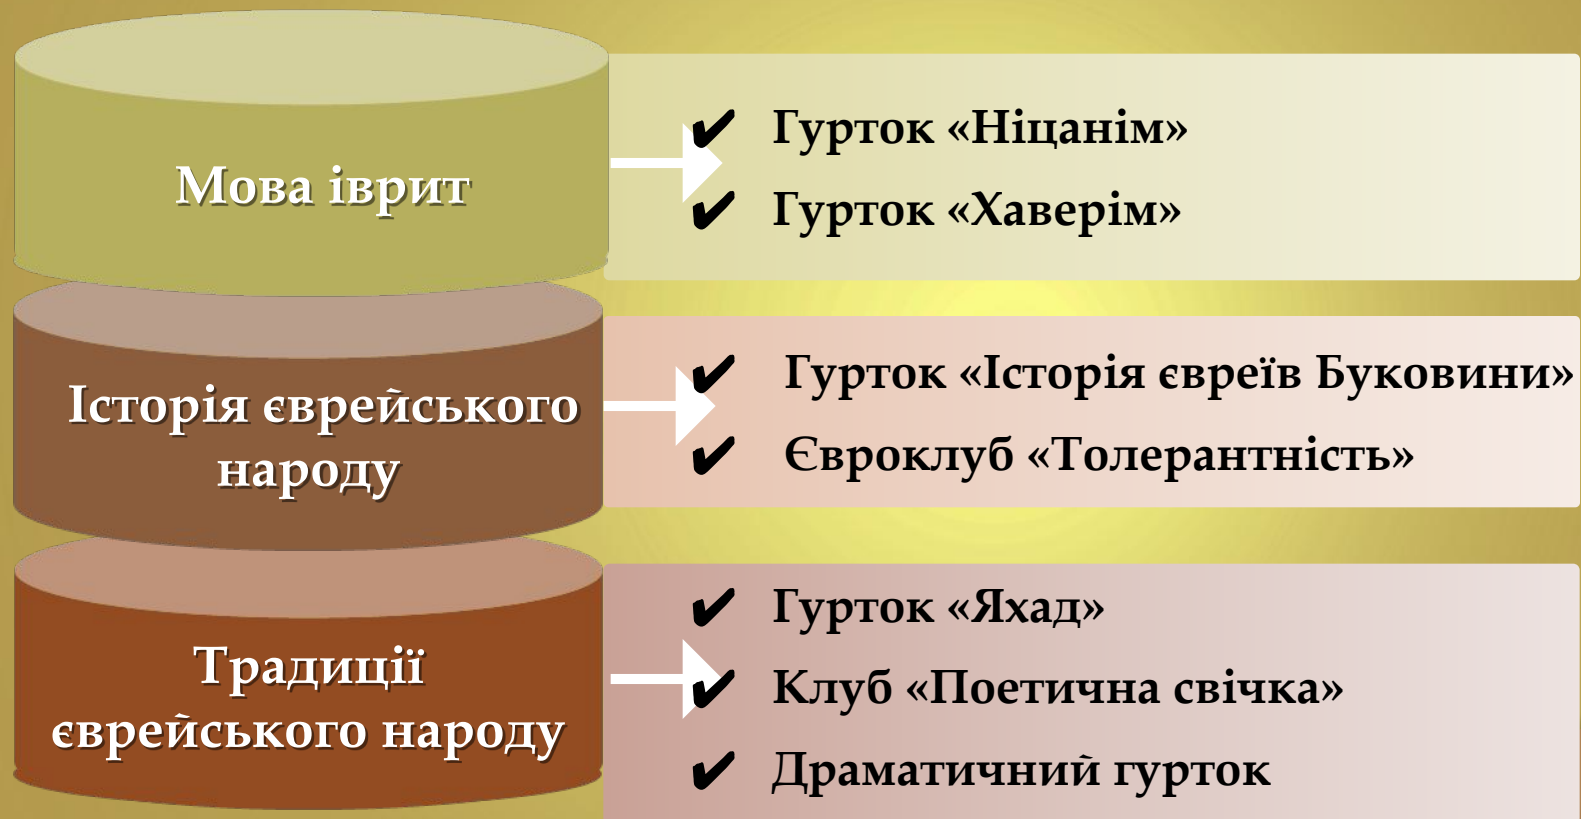 Мова іврит
✔ Гурток «Ніцанім»
✔ Гурток «Хаверім»
Історія єврейського
народу
✔ Гурток «Історія євреїв Буковини»
✔ Євроклуб «Толерантність»
Традиції
єврейського народу
✔ Гурток «Яхад»
✔ Клуб «Поетична свічка»
✔ Драматичний гурток